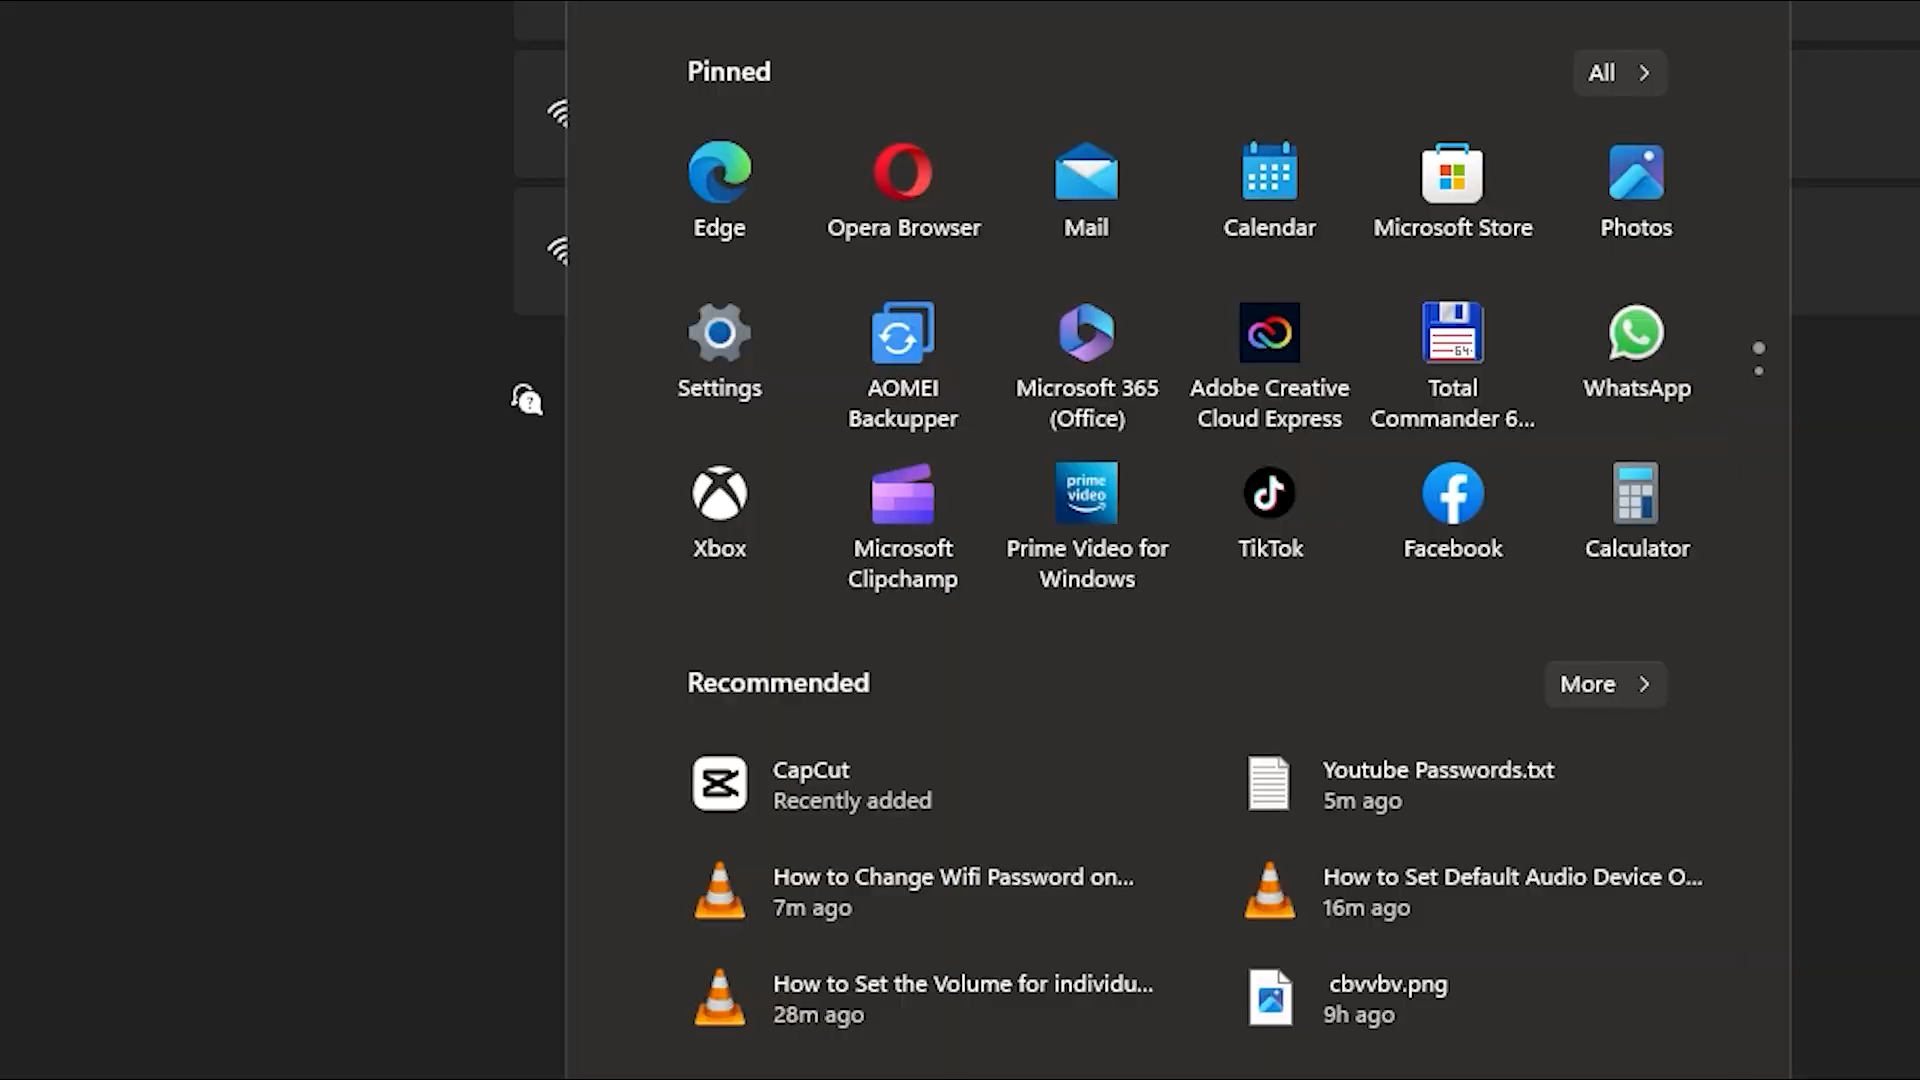 Pinned
All
Edge
Opera Browser
Mail
Calendar
Microsoft Store
Photos
Settings
AOMEI
Backupper
Microsoft 365
(Office)
Adobe Creative
Cloud Express
64
Total
Commander 6...
WhatsApp
Xbox
Microsoft
Clipchamp
prime
video
Prime Video for
Windows
TikTok
Facebook
Calculator
Recommended
More
CapCut
Recently added
Youtube Passwords.txt
5m ago
How to Change Wifi Password on...
7m ago
How to Set Default Audio Device O...
16m ago
How to Set the Volume for individu...
28m ago
cbvvbv.png
9h ago